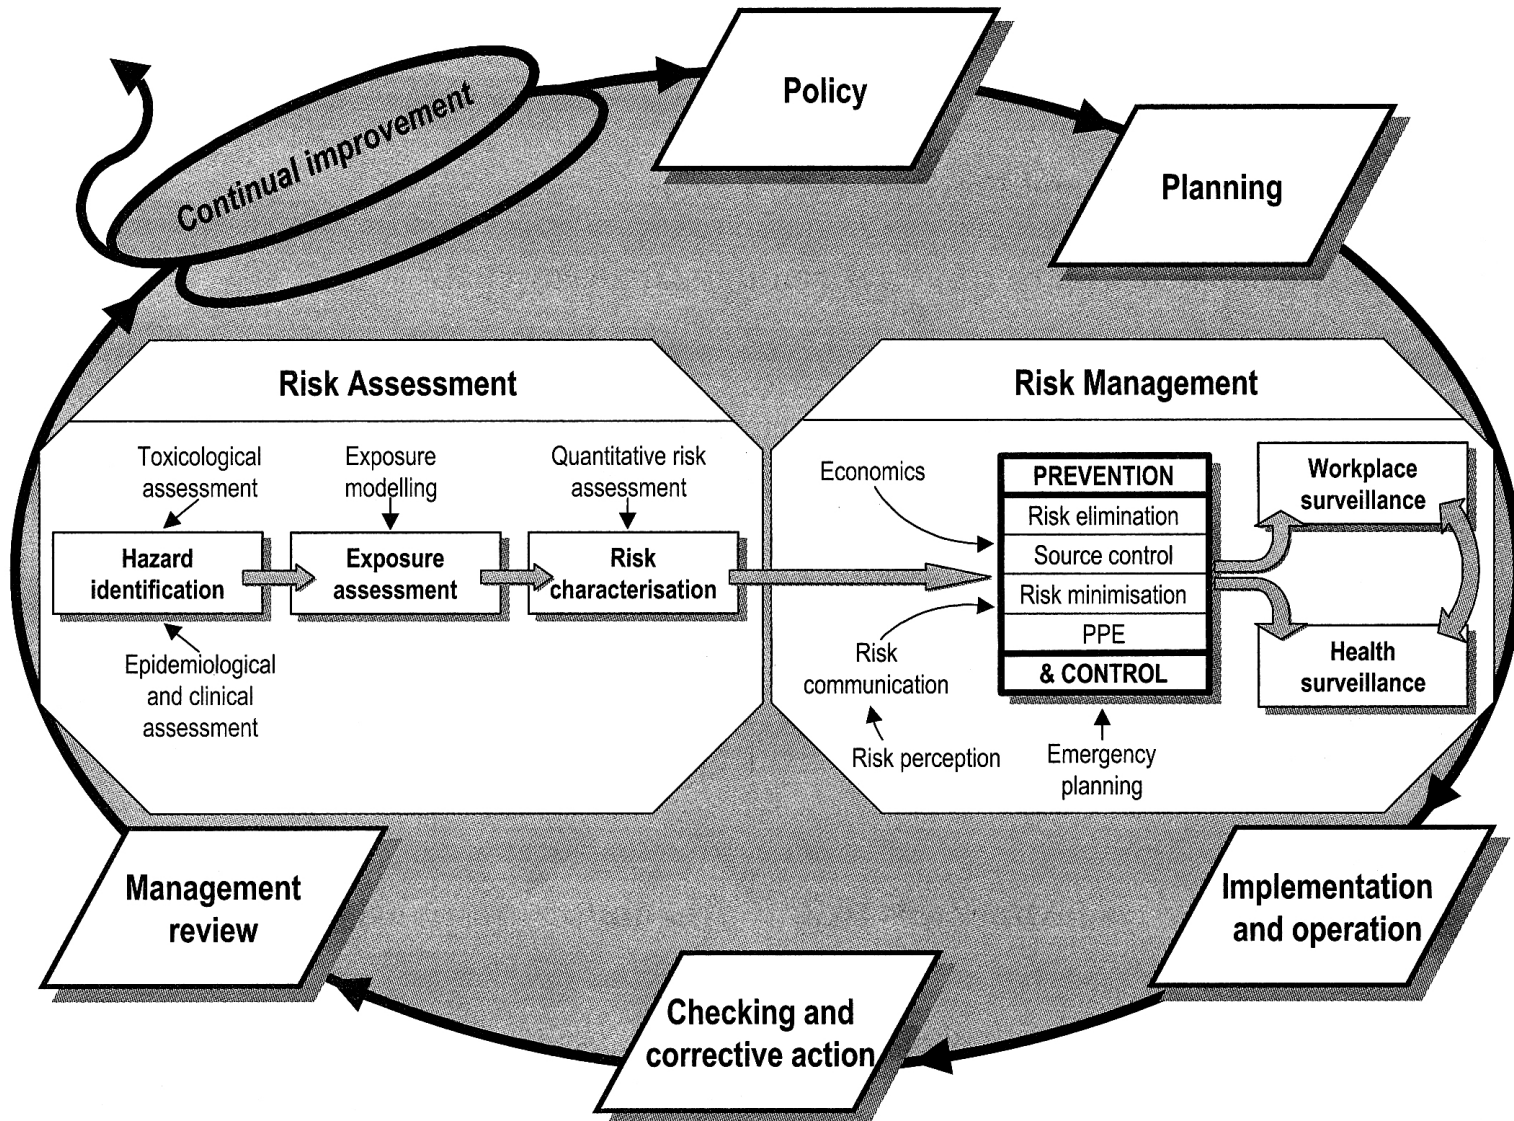 Policy
Continual improvement
Planning
Risk Assessment
Risk Management
Toxicological
assessment
Exposure
modelling
Quantitative risk
assessment
Hazard
identification
Exposure
assessment
Risk
characterisation
Epidemiological
and clinical
assessment
Economics
PREVENTION
Risk elimination
Source control
Risk minimisation
PPE
& CONTROL
Workplace
surveillance
Health
surveillance
Risk
communication
Risk perception
Emergency
planning
Management
review
Implementation
and operation
Checking and
corrective action